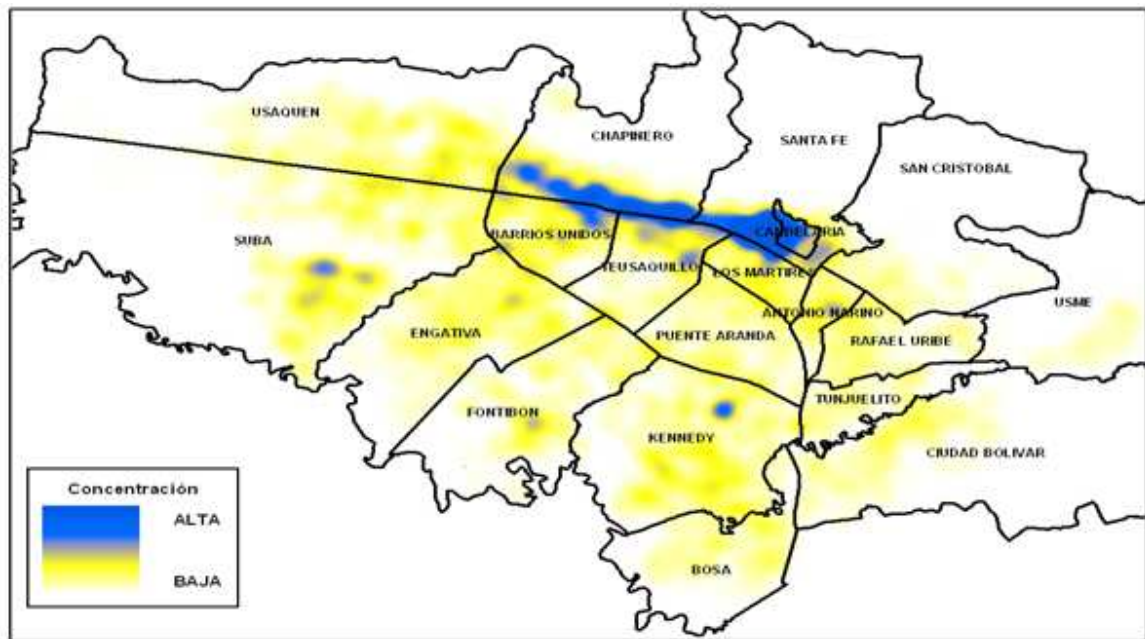 USAQUEN
CHAPINERO
SANTA FE
SAN CRISTOBAL
SUBA
BARRIOS UNIDOS
CANDELARIA
TEUSAQUILLO
LOS MARTIRES
ENGATIVA
PUENTE ARANDA
ANTONIO NARINO
USME
RAFAEL URIBE
FONTIBON
KENNEDY
TUNJUELITO
CIUDAD BOLIVAR
BOSA
Concentración
ALTA
BAJA